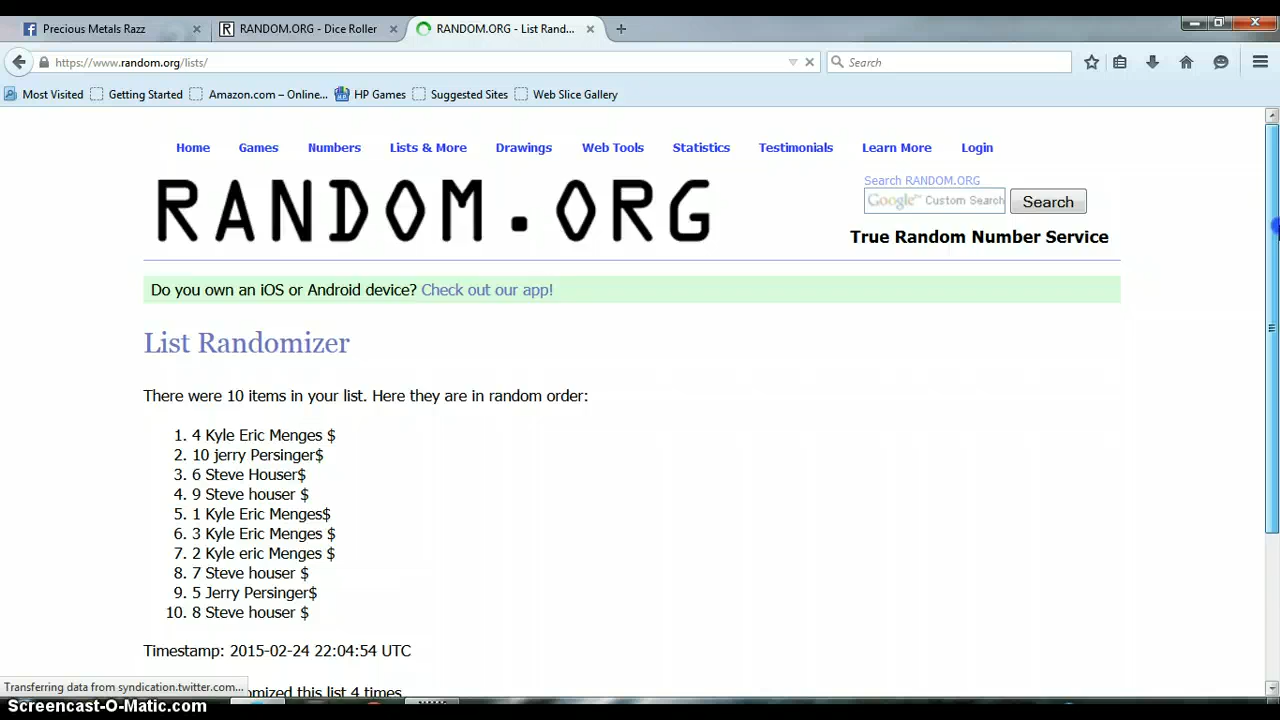 Precious Metals Razz
RANDOM.ORG - Dice Roller
RANDOM.ORG - List Rand...
https://www.random.org/lists/
Search
Most Visited
Getting Started
Amazon.com – Online...
HP Games
Suggested Sites
Web Slice Gallery
Home Games Numbers Lists & More Drawings Web Tools Statistics Testimonials Learn More Login
RANDOM.ORG
Search RANDOM.ORG
Google™ Custom Search
Search
True Random Number Service
Do you own an iOS or Android device? Check out our app!
List Randomizer
There were 10 items in your list. Here they are in random order:
1. 4 Kyle Eric Menges $
2. 10 jerry Persinger$
3. 6 Steve Houser$
4. 9 Steve houser $
5. 1 Kyle Eric Menges$
6. 3 Kyle Eric Menges $
7. 2 Kyle eric Menges $
8. 7 Steve houser $
9. 5 Jerry Persinger$
10. 8 Steve houser $
Timestamp: 2015-02-24 22:04:54 UTC
omized this list 4 times
Transferring data from syndication.twitter.com...
Screencast-O-Matic.com